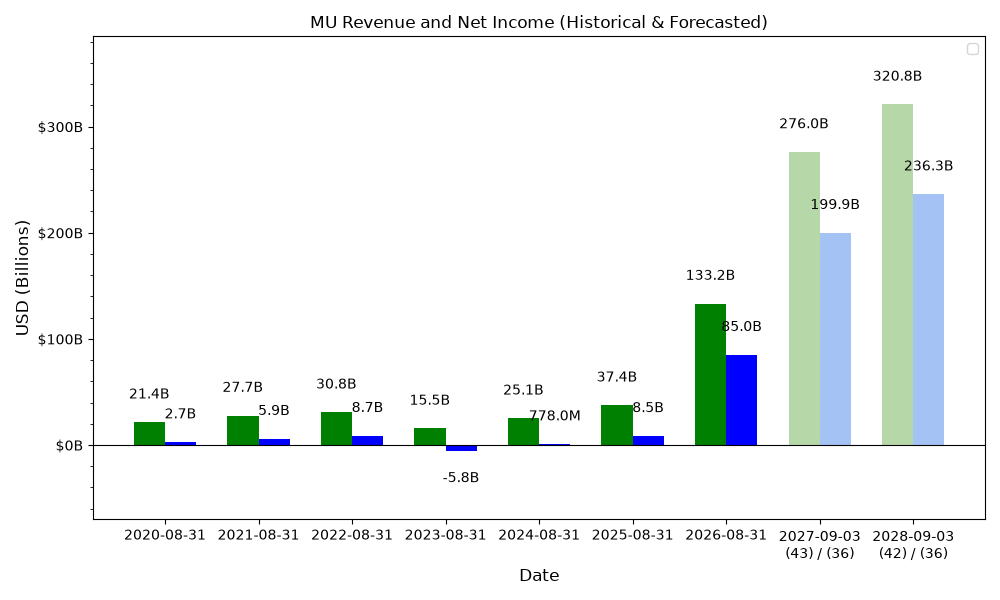 MU Revenue and Net Income (Historical & Forecasted)
USD (Billions)
$300B
$200B
$100B
$0B
21.4B
2.7B
27.7B
5.9B
30.8B
8.7B
15.5B
-5.8B
25.1B
778.0M
37.4B
8.5B
133.2B
85.0B
276.0B
199.9B
320.8B
236.3B
2020-08-31
2021-08-31
2022-08-31
2023-08-31
2024-08-31
2025-08-31
2026-08-31
2027-09-03
(43) / (36)
2028-09-03
(42) / (36)
Date